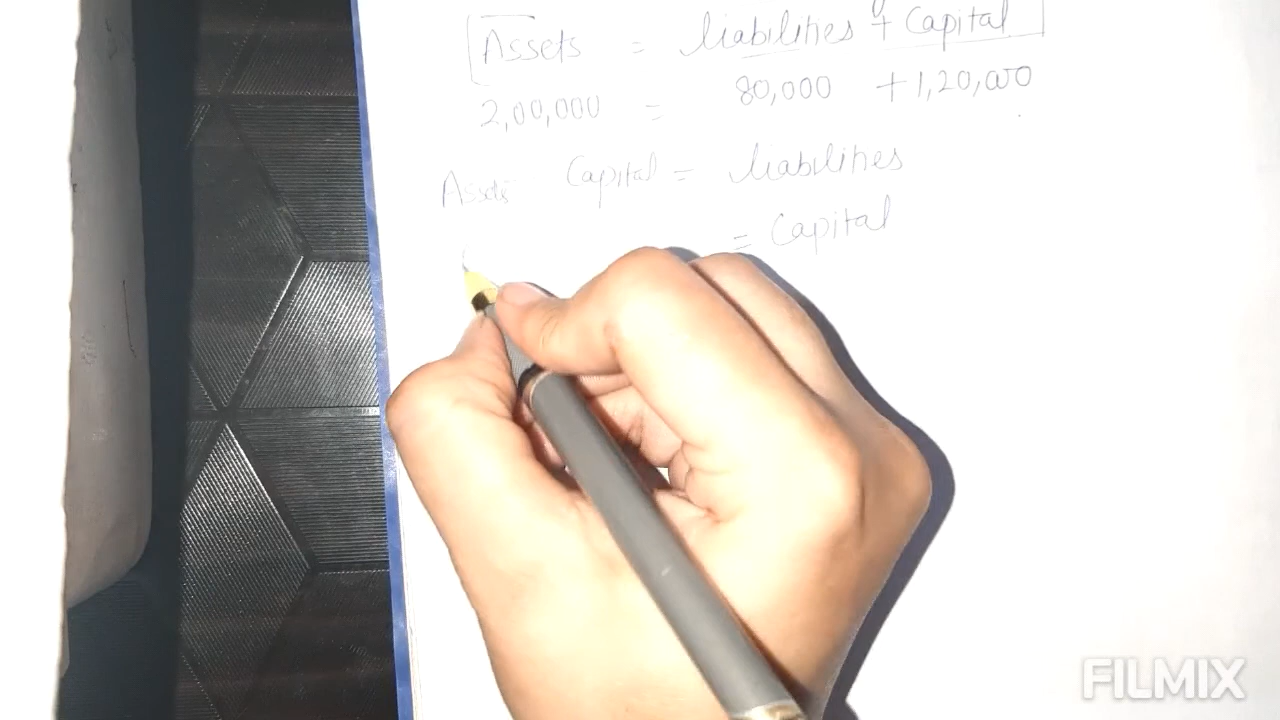 Assets = liabilities + Capital
2,00,000 = 80,000 + 1,20,000
Assets Capital = liabilities
= Capital
FILMIX